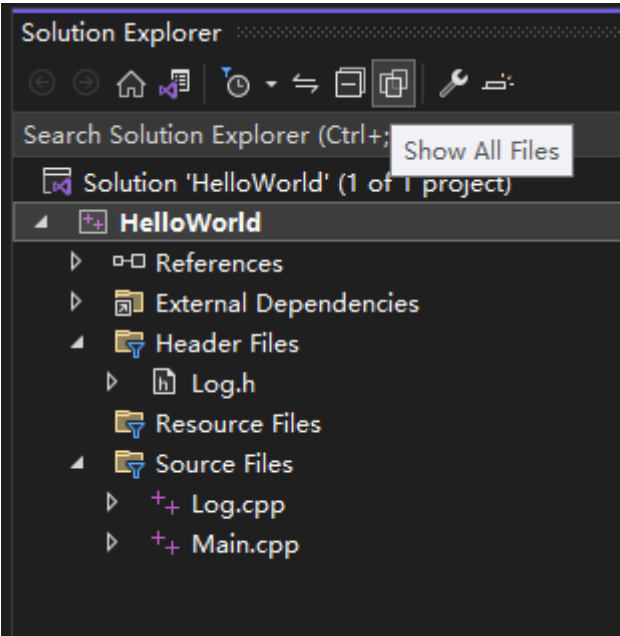 Solution Explorer
Search Solution Explorer (Ctrl+;
Show All Files
Solution 'HelloWorld' (1 of 1 project)
HelloWorld
References
External Dependencies
Header Files
Log.h
Resource Files
Source Files
Log.cpp
Main.cpp